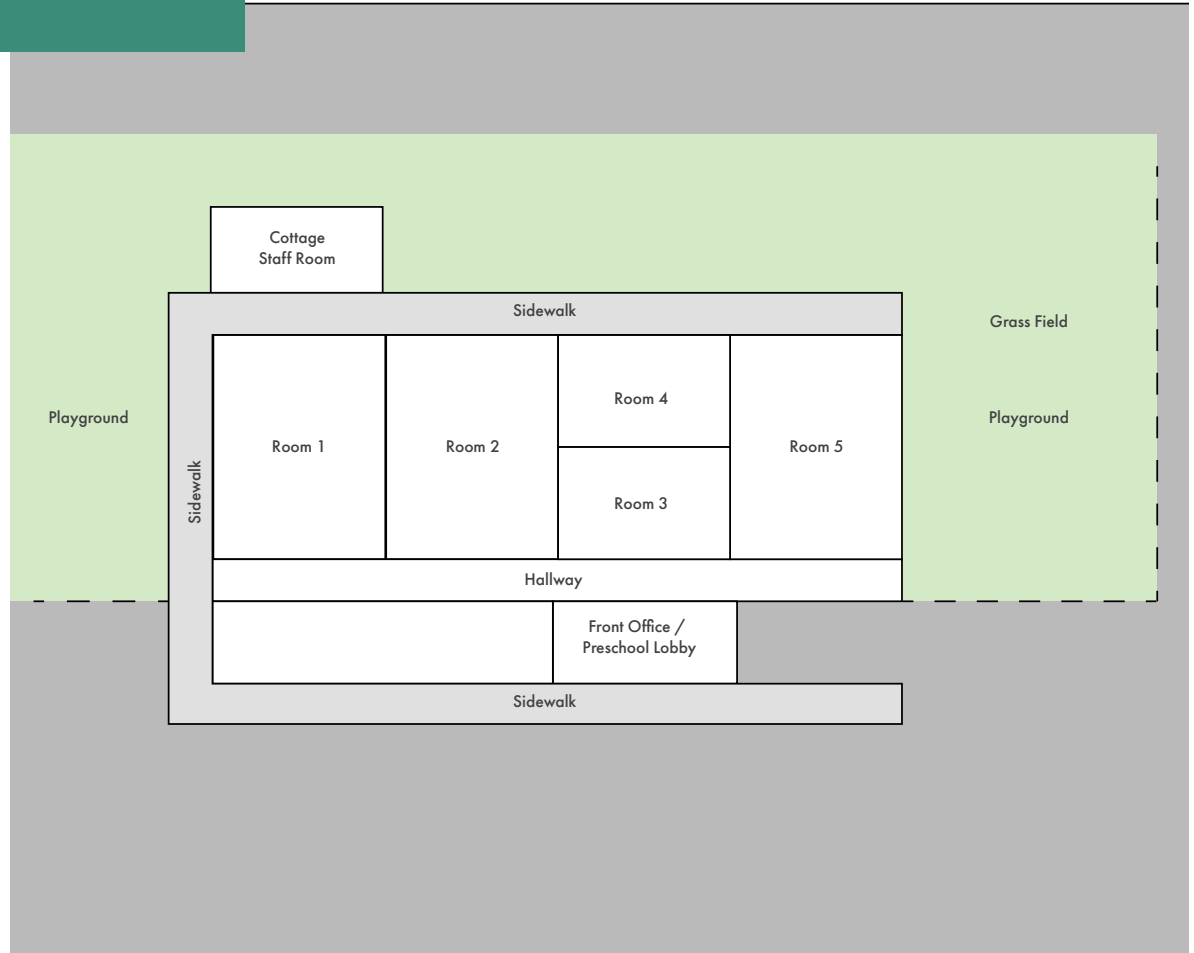 Cottage
Staff Room
Sidewalk
Grass Field
Playground
Playground
Room 4
Room 1
Room 2
Room 5
Room 3
Sidewalk
Hallway
Front Office /
Preschool Lobby
Sidewalk